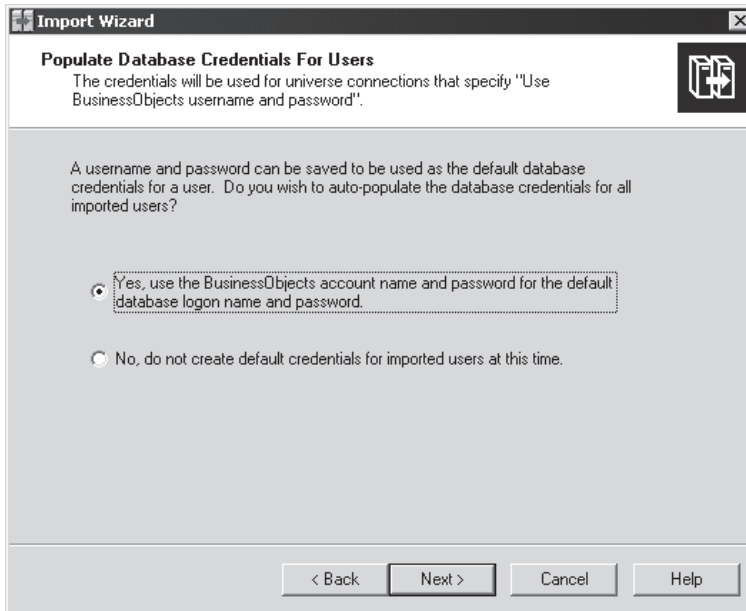 Import Wizard
Populate Database Credentials For Users
The credentials will be used for universe connections that specify "Use
BusinessObjects username and password".
A username and password can be saved to be used as the default database
credentials for a user. Do you wish to auto-populate the database credentials for all
imported users?
Yes, use the BusinessObjects account name and password for the default
database logon name and password.
No, do not create default credentials for imported users at this time.
< Back Next > Cancel Help